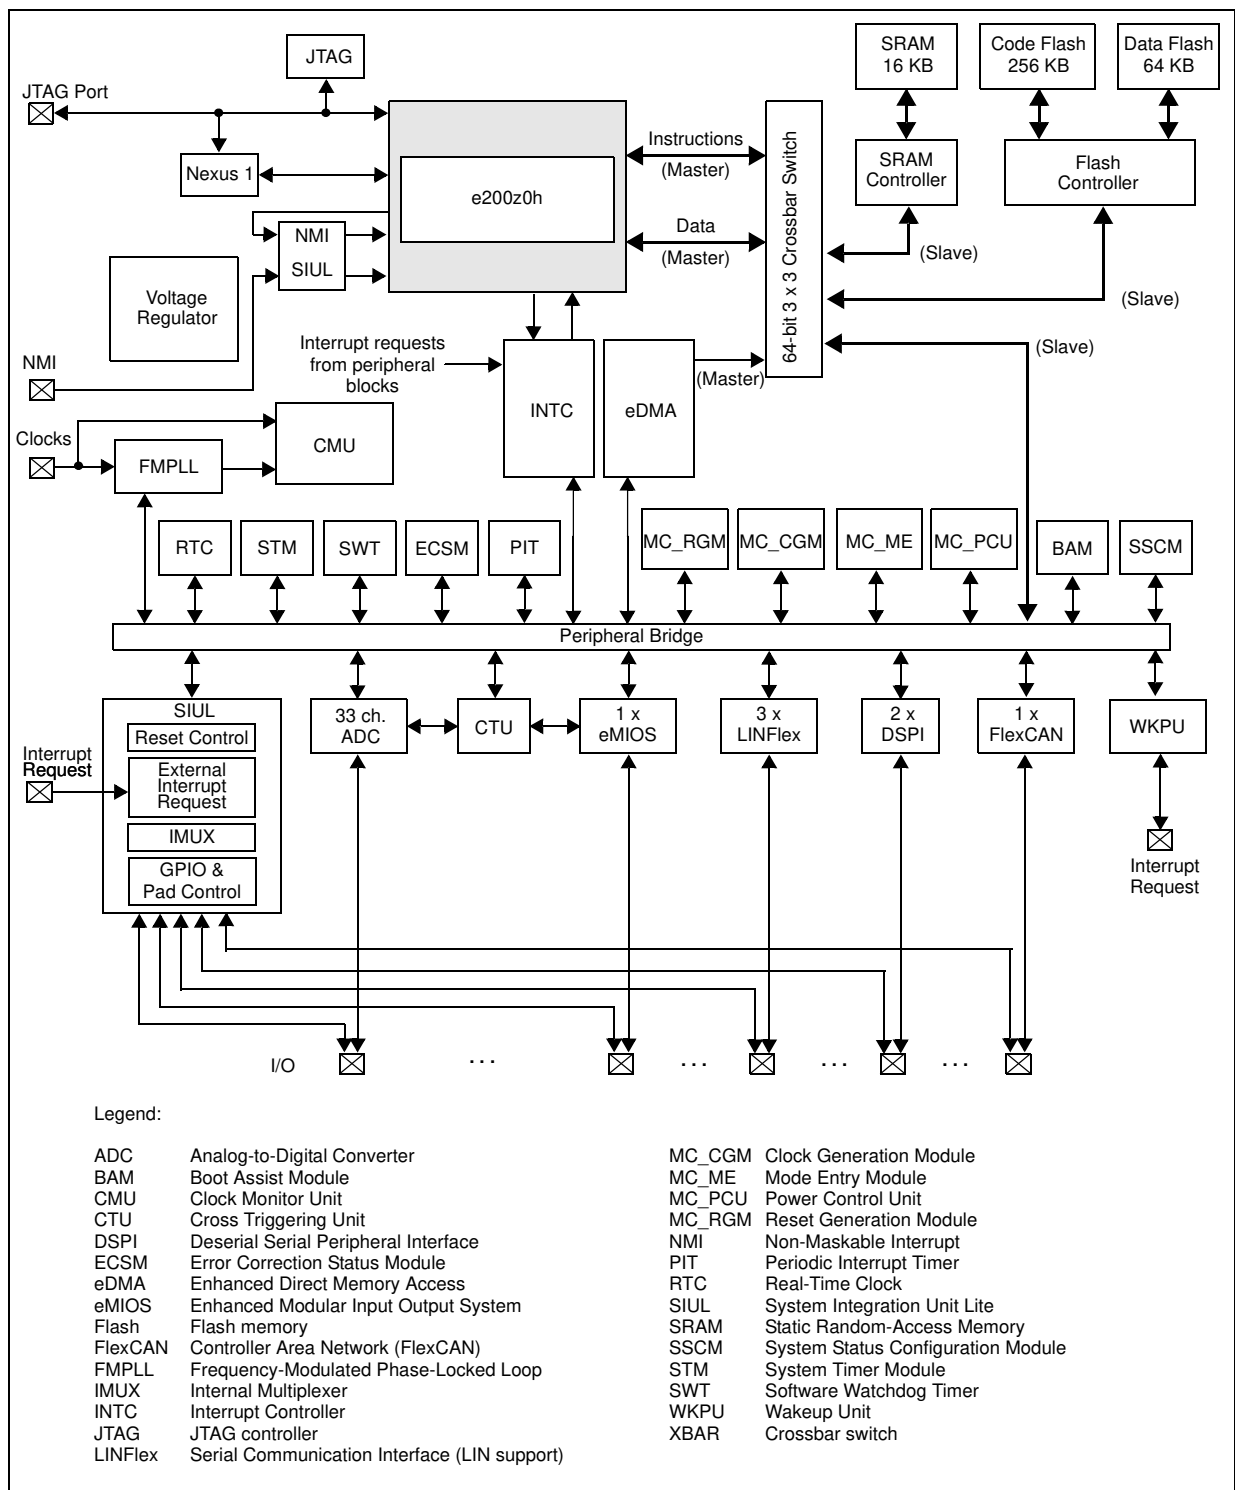 JTAG
SRAM
16 KB
Code Flash
256 KB
Data Flash
64 KB
JTAG Port
Nexus 1
e200z0h
Instructions
(Master)
Data
(Master)
64-bit 3 x 3 Crossbar Switch
SRAM
Controller
Flash
Controller
NMI
SIUL
(Slave)
(Slave)
(Slave)
Voltage
Regulator
NMI
Interrupt requests
from peripheral
blocks
INTC
eDMA
(Master)
Clocks
FMPLL
CMU
RTC
STM
SWT
ECSM
PIT
MC_RGM
MC_CGM
MC_ME
MC_PCU
BAM
SSCM
Peripheral Bridge
SIUL
Reset Control
External
Interrupt
Request
IMUX
GPIO &
Pad Control
Interrupt
Request
33 ch.
ADC
CTU
1 x
eMIOS
3 x
LINFlex
2 x
DSPI
1 x
FlexCAN
WKPU
Interrupt
Request
I/O
. . .
. . .
. . .
. . .
Legend:
ADC Analog-to-Digital Converter
BAM Boot Assist Module
CMU Clock Monitor Unit
CTU Cross Triggering Unit
DSPI Deserial Serial Peripheral Interface
ECSM Error Correction Status Module
eDMA Enhanced Direct Memory Access
eMIOS Enhanced Modular Input Output System
Flash Flash memory
FlexCAN Controller Area Network (FlexCAN)
FMPLL Frequency-Modulated Phase-Locked Loop
IMUX Internal Multiplexer
INTC Interrupt Controller
JTAG JTAG controller
LINFlex Serial Communication Interface (LIN support)
MC_CGM Clock Generation Module
MC_ME Mode Entry Module
MC_PCU Power Control Unit
MC_RGM Reset Generation Module
NMI Non-Maskable Interrupt
PIT Periodic Interrupt Timer
RTC Real-Time Clock
SIUL System Integration Unit Lite
SRAM Static Random-Access Memory
SSCM System Status Configuration Module
STM System Timer Module
SWT Software Watchdog Timer
WKPU Wakeup Unit
XBAR Crossbar switch